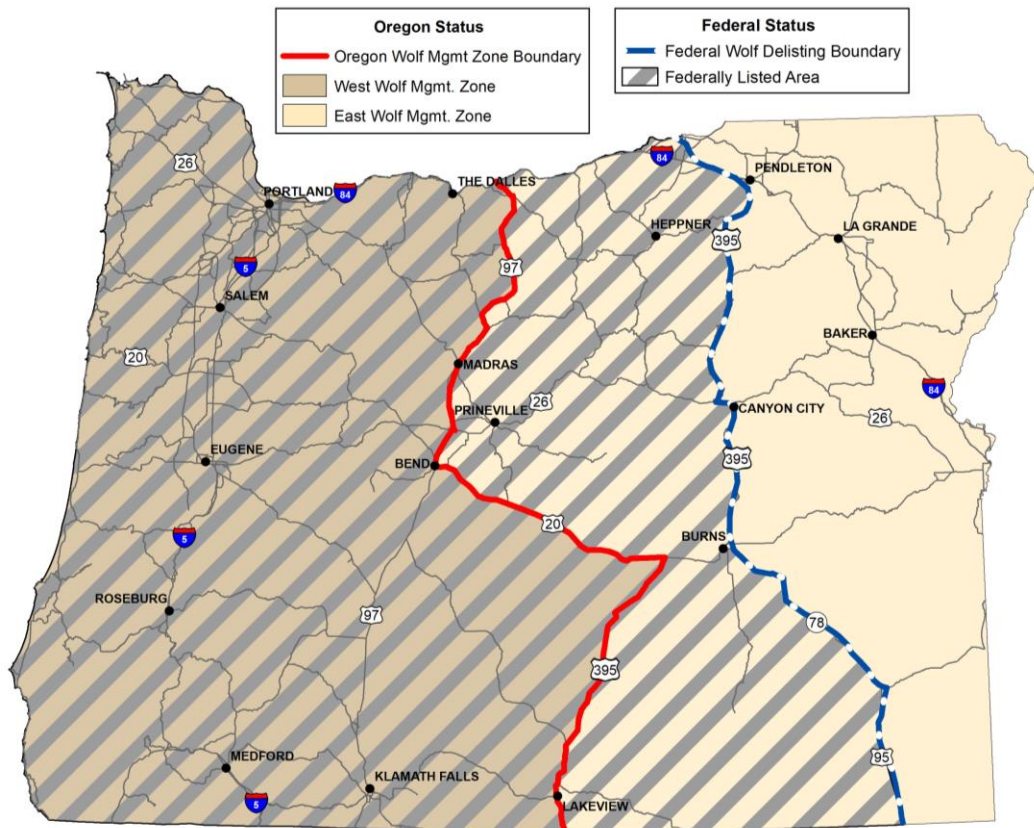 Oregon Status
Oregon Wolf Mgmt Zone Boundary
West Wolf Mgmt. Zone
East Wolf Mgmt. Zone
Federal Status
Federal Wolf Delisting Boundary
Federally Listed Area
26
84
PENDLETON
PORTLAND
84
THE DALLES
HEPPNER
LA GRANDE
395
5
97
SALEM
BAKER
20
MADRAS
84
26
CANYON CITY
PRINEVILLE
26
EUGENE
BEND
395
20
5
BURNS
ROSEBURG
97
78
395
MEDFORD
95
KLAMATH FALLS
5
LAKEVIEW